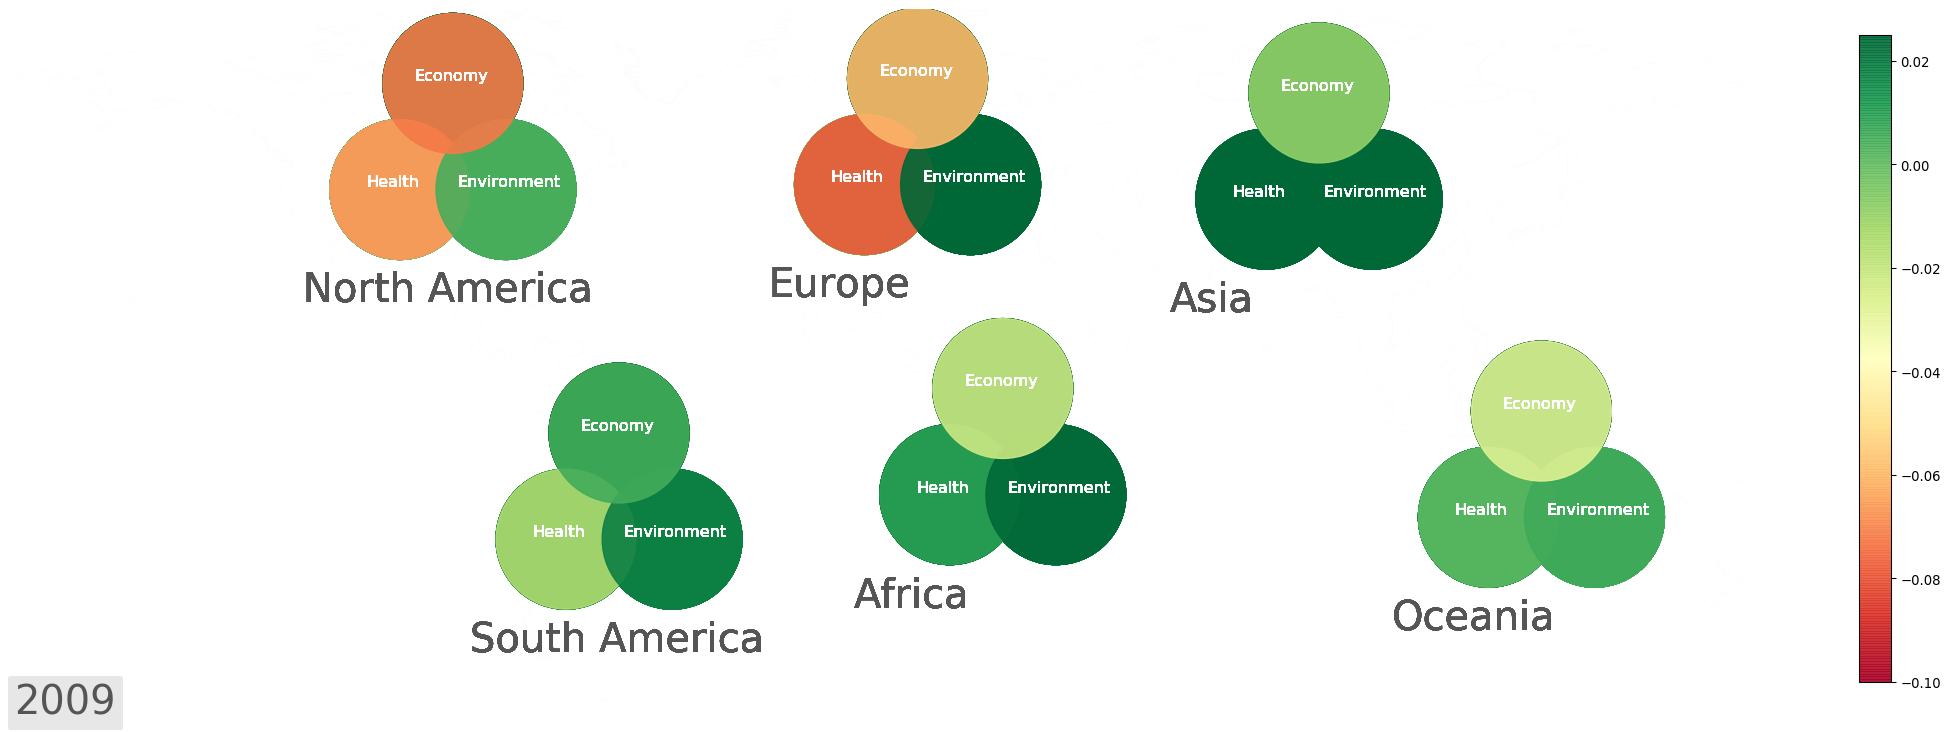 Economy
Health
Environment
North America
Economy
Health
Environment
Europe
Economy
Health
Environment
Asia
Economy
Health
Environment
South America
Economy
Health
Environment
Africa
Economy
Health
Environment
Oceania
2009
0.02
0.00
−0.02
−0.04
−0.06
−0.08
−0.10